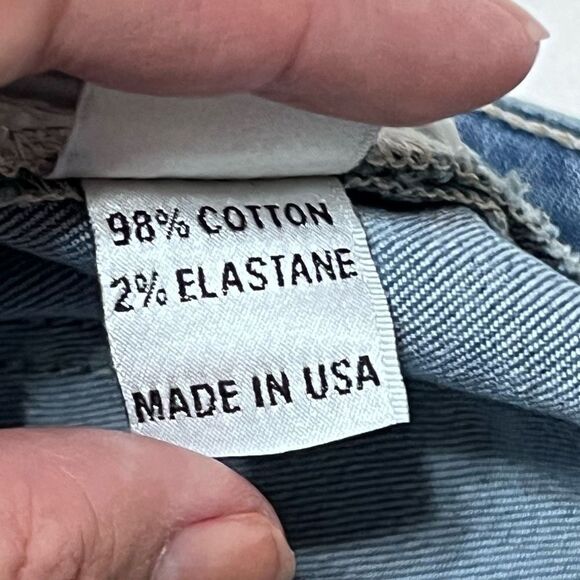 98% COTTON
2% ELASTANE
MADE IN USA